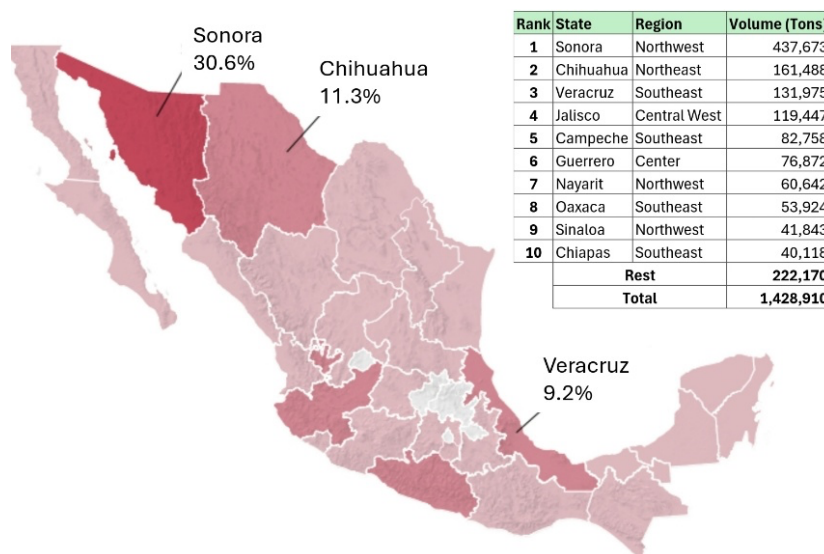 Sonora
30.6%
Chihuahua
11.3%
Veracruz
9.2%
Rank State Region Volume (Tons)
1 Sonora Northwest 437,673
2 Chihuahua Northeast 161,488
3 Veracruz Southeast 131,975
4 Jalisco Central West 119,447
5 Campeche Southeast 82,758
6 Guerrero Center 76,872
7 Nayarit Northwest 60,642
8 Oaxaca Southeast 53,924
9 Sinaloa Northwest 41,843
10 Chiapas Southeast 40,118
Rest 222,170
Total 1,428,910